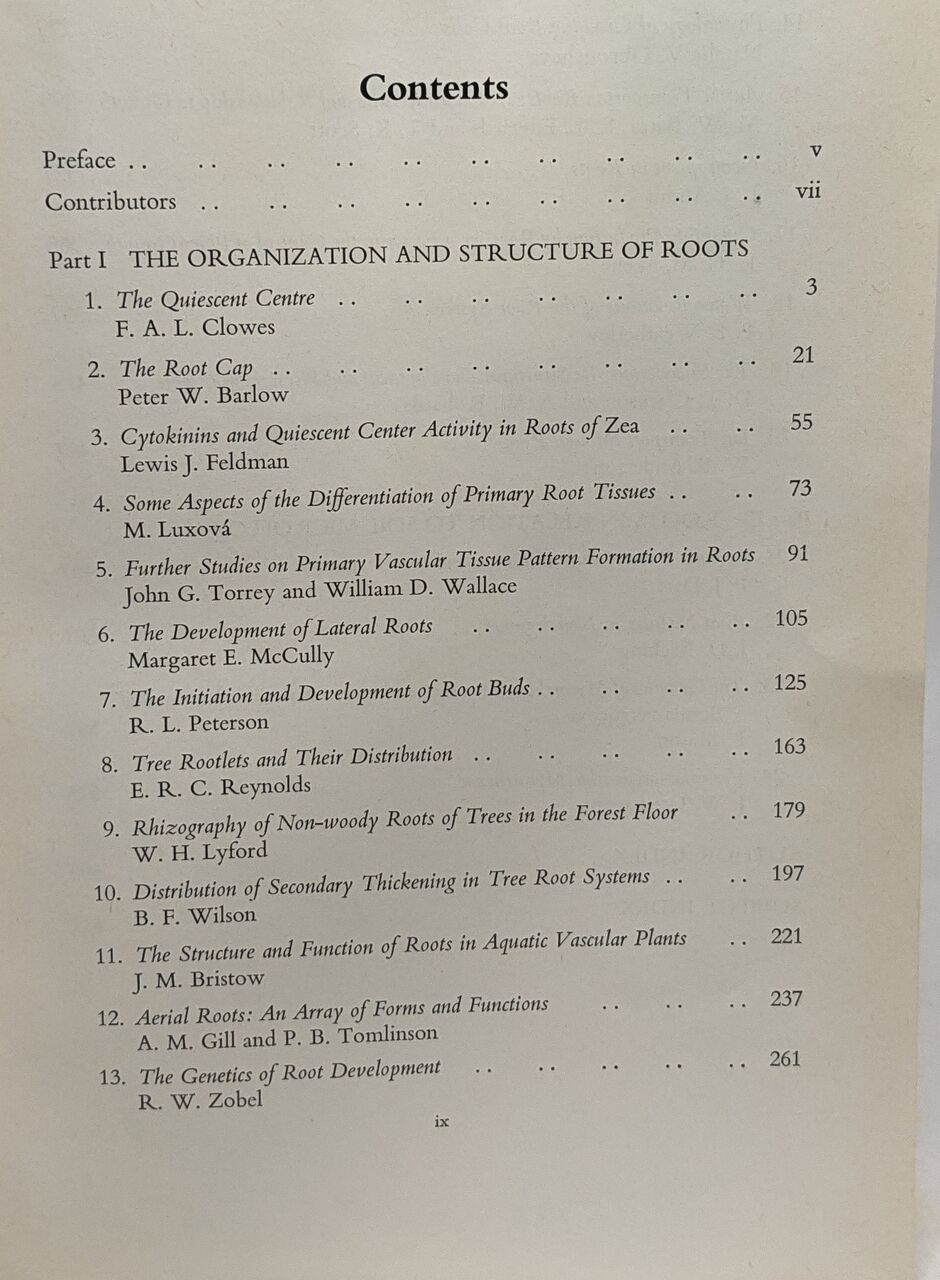 Contents
Preface . . . . . . . . . . . . . . . . . . . . v
Contributors . . . . . . . . . . . . . . . . . . vii
Part I THE ORGANIZATION AND STRUCTURE OF ROOTS
1. The Quiescent Centre . . . . . . . . . . . . . . 3
F. A. L. Clowes
2. The Root Cap . . . . . . . . . . . . . . . . 21
Peter W. Barlow
3. Cytokinins and Quiescent Center Activity in Roots of Zea . . . . 55
Lewis J. Feldman
4. Some Aspects of the Differentiation of Primary Root Tissues . . . . 73
M. Luxová
5. Further Studies on Primary Vascular Tissue Pattern Formation in Roots 91
John G. Torrey and William D. Wallace
6. The Development of Lateral Roots . . . . . . . . . . 105
Margaret E. McCully
7. The Initiation and Development of Root Buds . . . . . . . . 125
R. L. Peterson
8. Tree Rootlets and Their Distribution . . . . . . . . . . 163
E. R. C. Reynolds
9. Rhizography of Non-woody Roots of Trees in the Forest Floor . . 179
W. H. Lyford
10. Distribution of Secondary Thickening in Tree Root Systems . . . . 197
B. F. Wilson
11. The Structure and Function of Roots in Aquatic Vascular Plants . . 221
J. M. Bristow
12. Aerial Roots: An Array of Forms and Functions . . . . . . 237
A. M. Gill and P. B. Tomlinson
13. The Genetics of Root Development . . . . . . . . . . 261
R. W. Zobel
ix